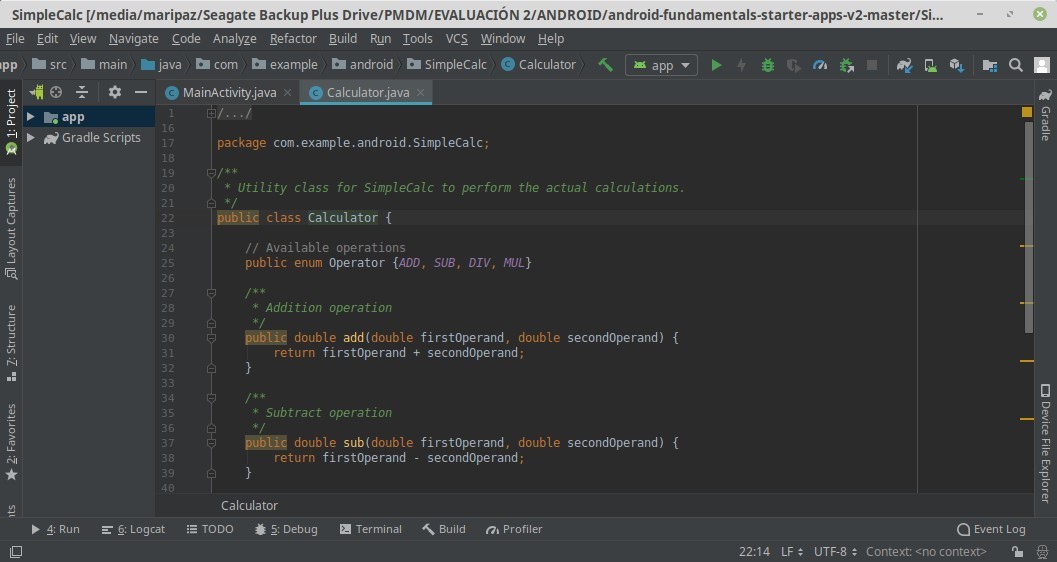 SimpleCalc [/media/maripaz/Seagate Backup Plus Drive/PMDM/EVALUACIÓN 2/ANDROID/android-fundamentals-starter-apps-v2-master/Si...
File Edit View Navigate Code Analyze Refactor Build Run Tools VCS Window Help
pp src main java com example android SimpleCalc Calculator app
1: Project
Layout Captures
7: Structure
2: Favorites
nts
app
Gradle Scripts
MainActivity.java Calculator.java
1 /.../
16
17 package com.example.android.SimpleCalc;
18
19 /**
20 * Utility class for SimpleCalc to perform the actual calculations.
21 */
22 public class Calculator {
23
24 // Available operations
25 public enum Operator {ADD, SUB, DIV, MUL}
26
27 /**
28 * Addition operation
29 */
30 public double add(double firstOperand, double secondOperand) {
31 return firstOperand + secondOperand;
32 }
33
34 /**
35 * Subtract operation
36 */
37 public double sub(double firstOperand, double secondOperand) {
38 return firstOperand - secondOperand;
39 }
40
Calculator
Gradle
Device File Explorer
4: Run 6: Logcat TODO 5: Debug Terminal Build Profiler Event Log
22:14 LF UTF-8 Context: <no context>